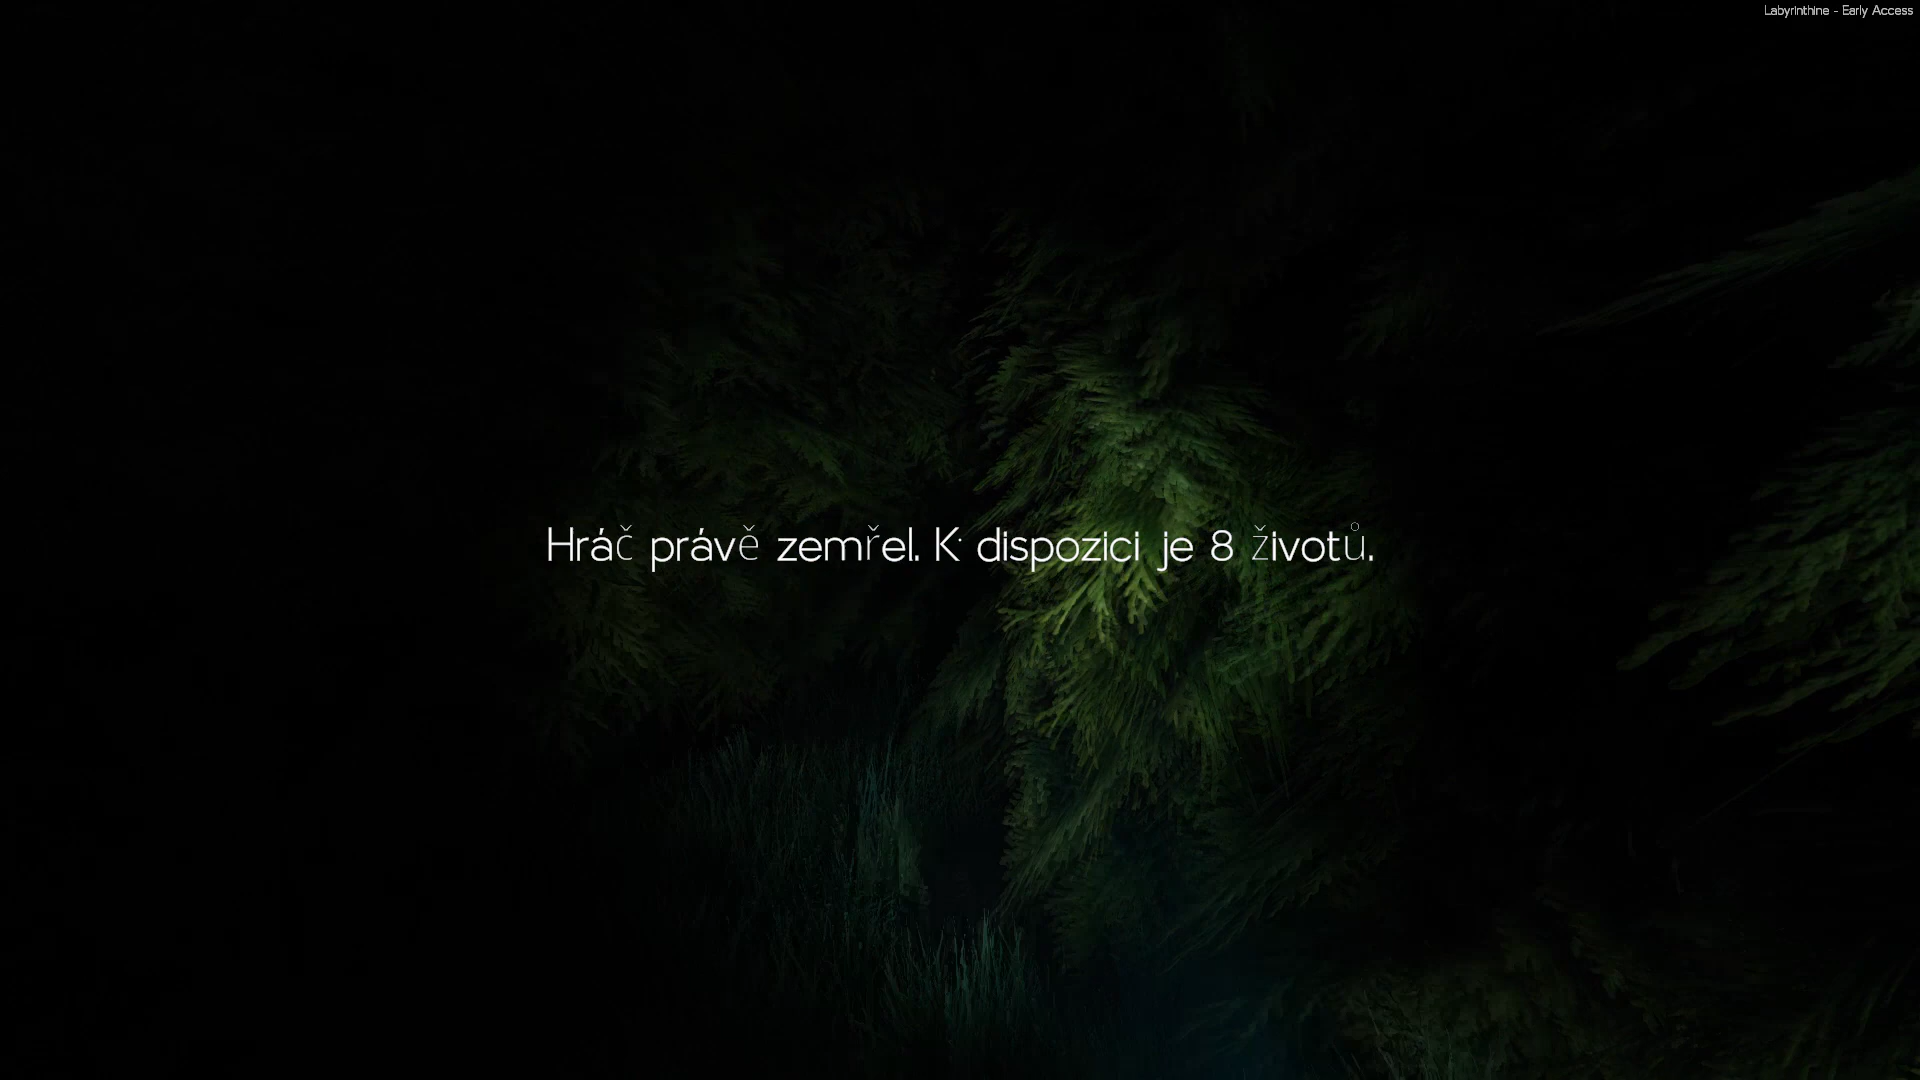 Labyrinthine - Early Access
Hráč právě zemřel. K dispozici je 8 životů.